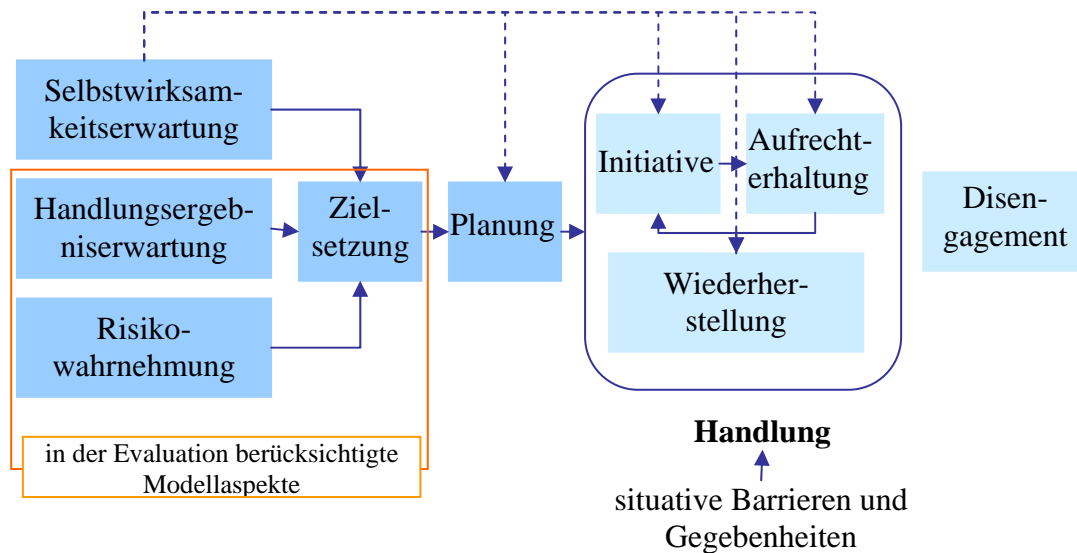 Selbstwirksam-
keitserwartung
Handlungsergeb-
niserwartung
Risiko-
wahrnehmung
Ziel-
setzung
Planung
Initiative
Aufrecht-
erhaltung
Wiederher-
stellung
Disen-
gagement
in der Evaluation berücksichtigte
Modellaspekte
Handlung
situative Barrieren und
Gegebenheiten